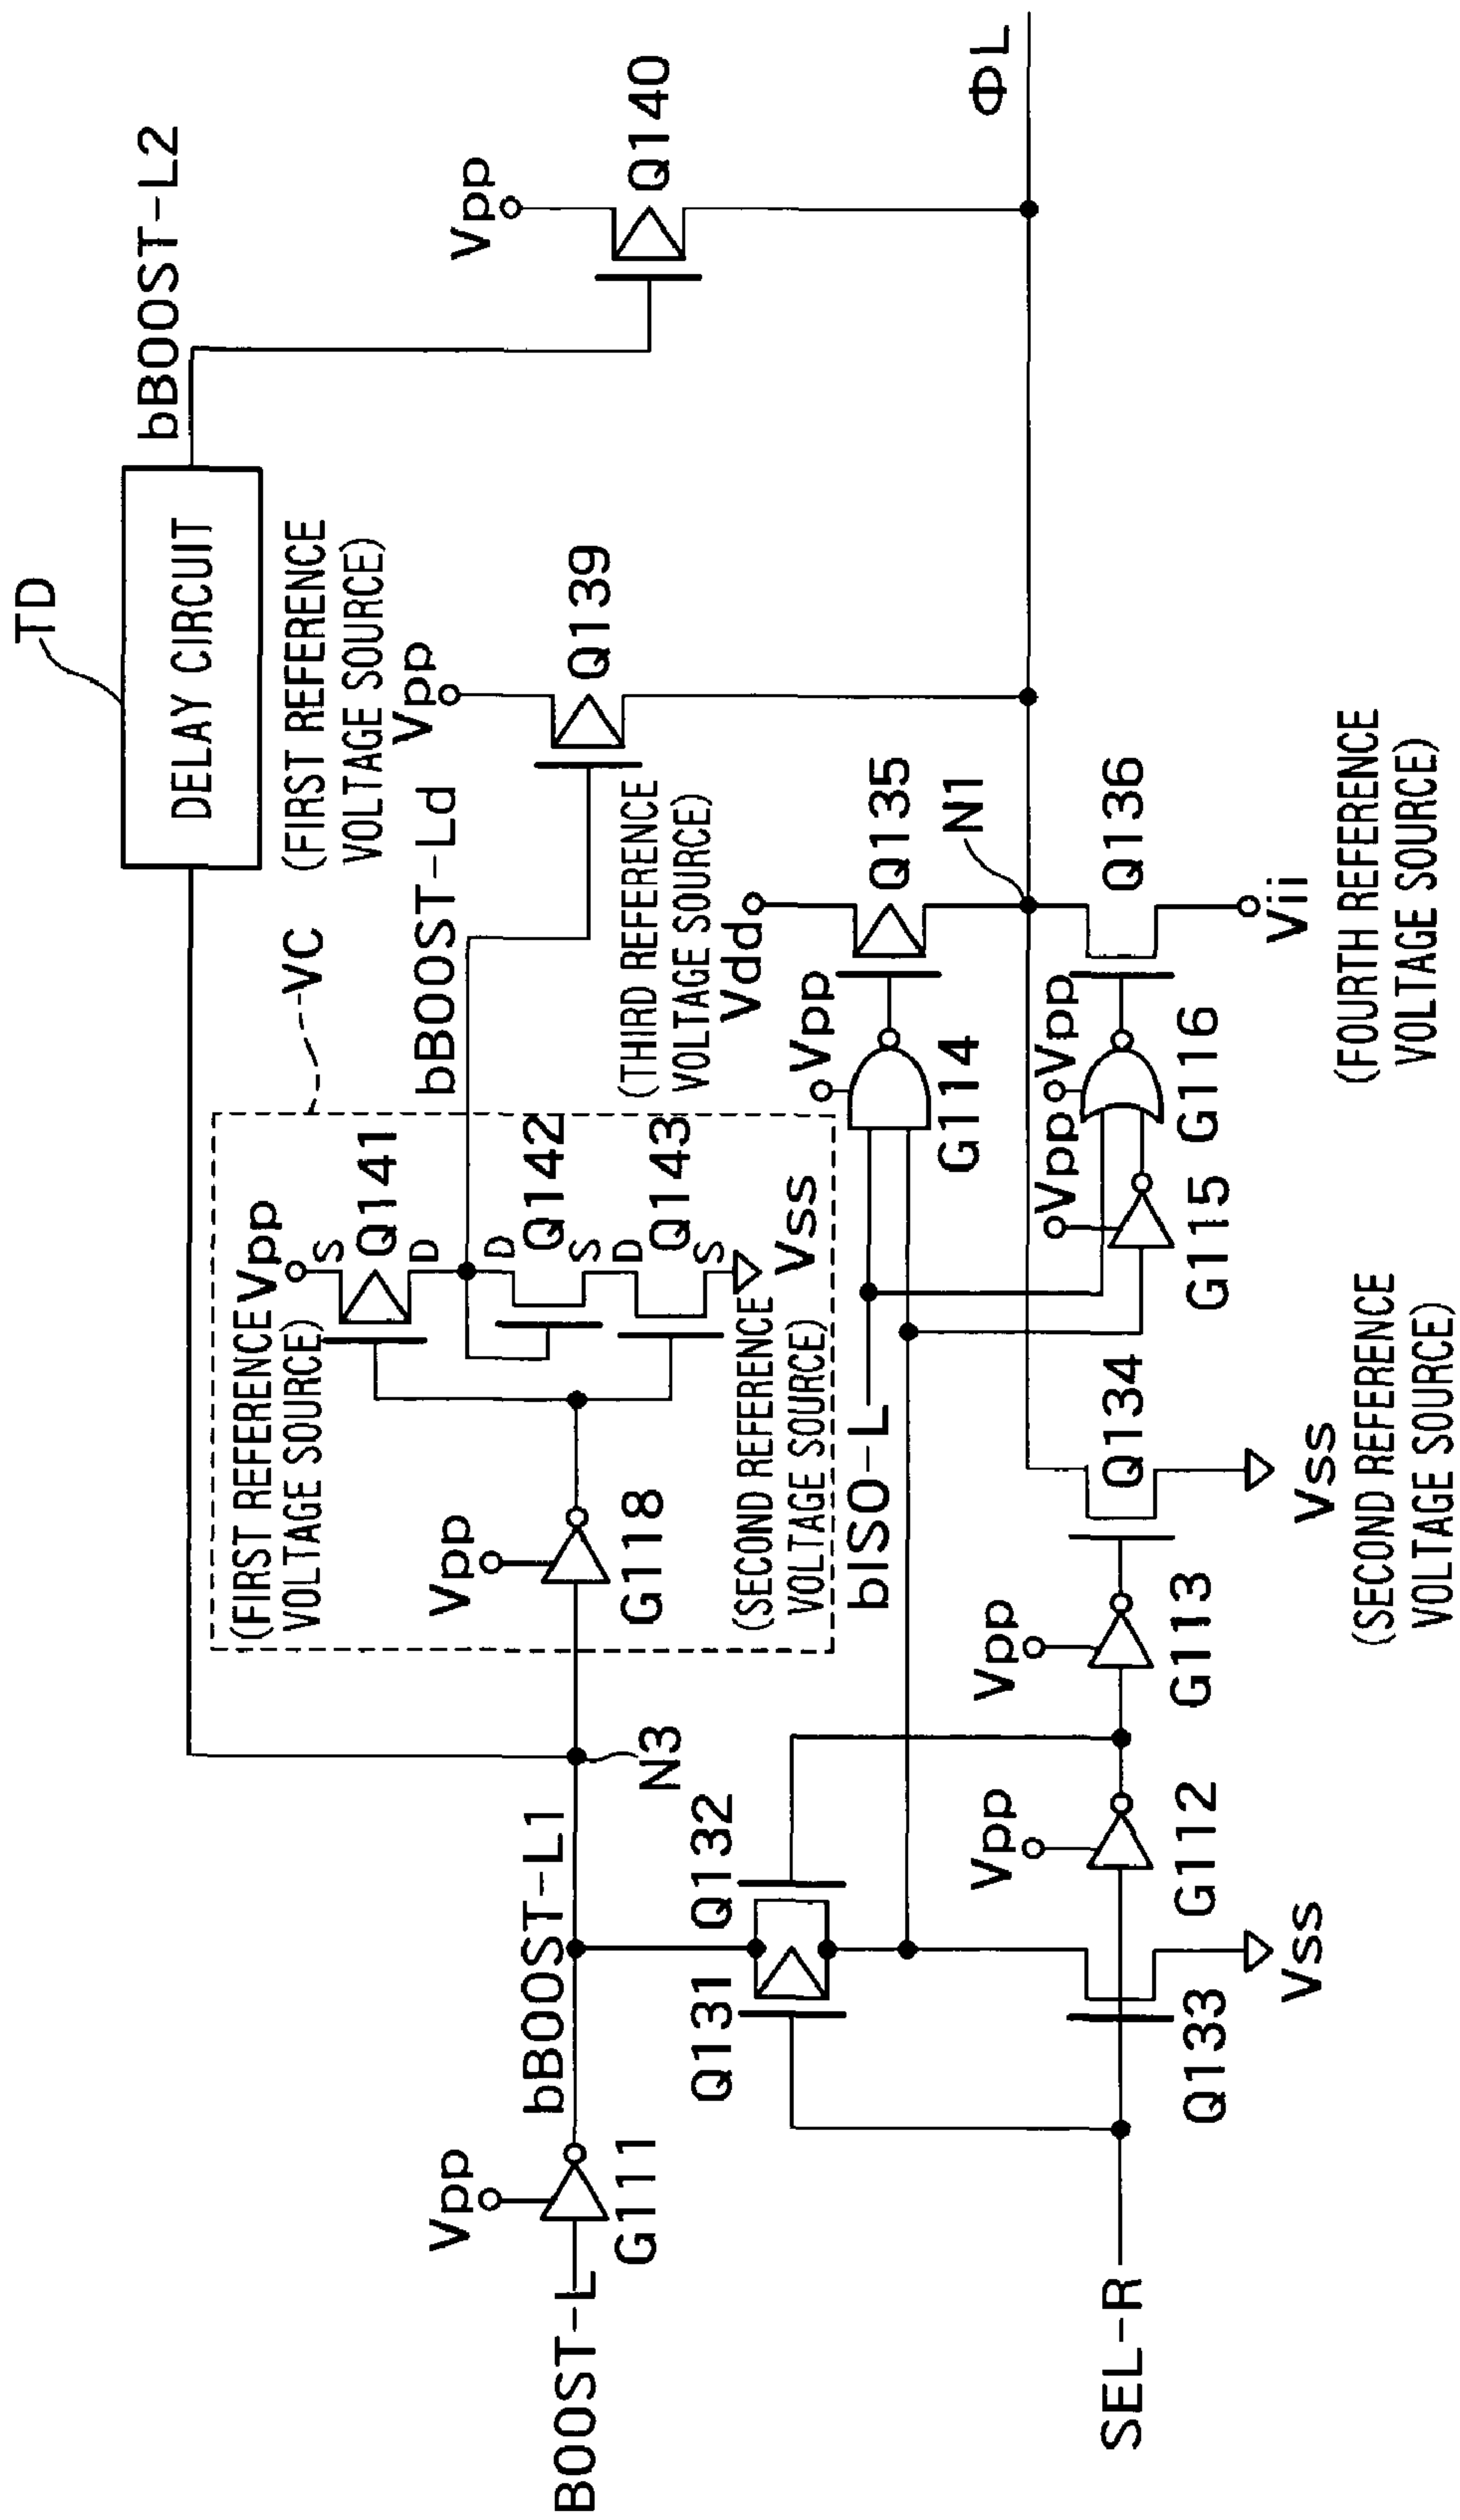 TD
DELAY CIRCUIT
bBOOST-L2
(FIRST REFERENCE
VOLTAGE SOURCE)
Vpp
Q140
VC
bBOOST-Ld
Vpp
Q139
(FIRST REFERENCE
VOLTAGE SOURCE)
Vpp
S
Q141
D
D
Q142
S
D
Q143
S
Vss
(SECOND REFERENCE
VOLTAGE SOURCE)
Vpp
G118
BOOST-L
Vpp
G111
bBOOST-L1
N3
Q131
Q132
(THIRD REFERENCE
VOLTAGE SOURCE)
Vdd
Q135
Vpp
G114
bISO-L
N1
ΦL
Vpp
G115
Vpp
G116
Q136
Vii
(FOURTH REFERENCE
VOLTAGE SOURCE)
SEL-R
Q133
Vss
Vpp
G112
Vpp
G113
Q134
Vss
(SECOND REFERENCE
VOLTAGE SOURCE)